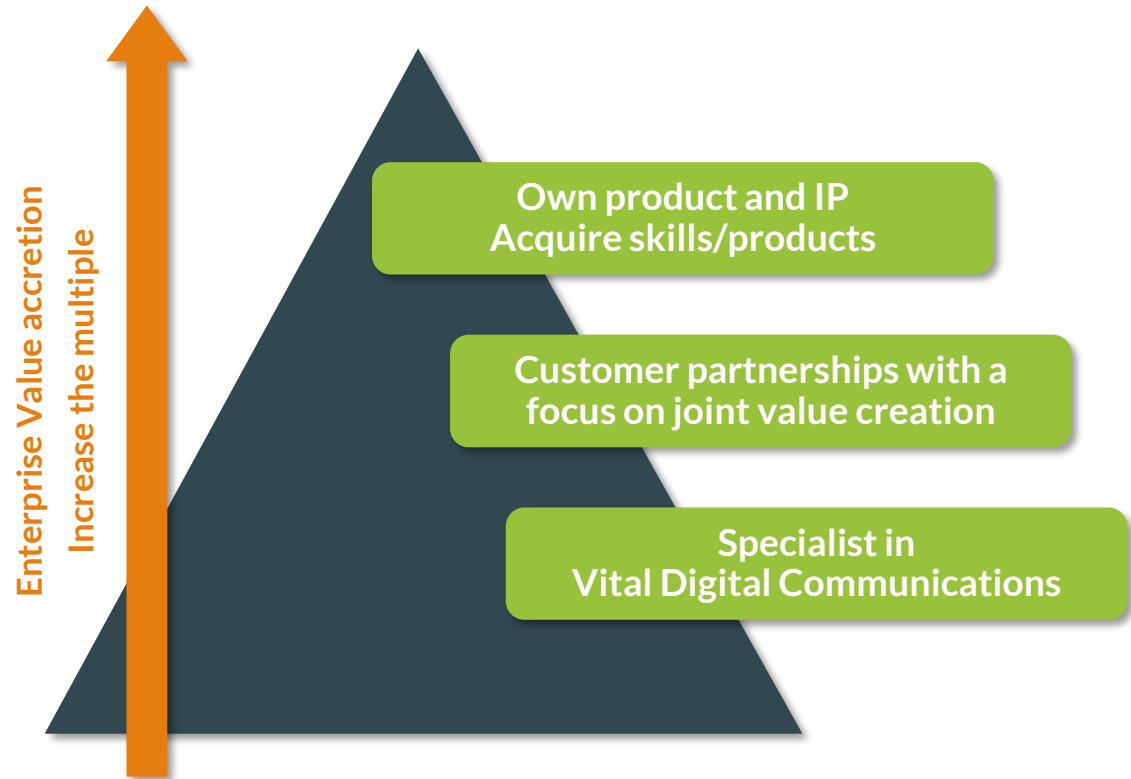 Enterprise Value accretion
Increase the multiple
Own product and IP
Acquire skills/products
Customer partnerships with a
focus on joint value creation
Specialist in
Vital Digital Communications